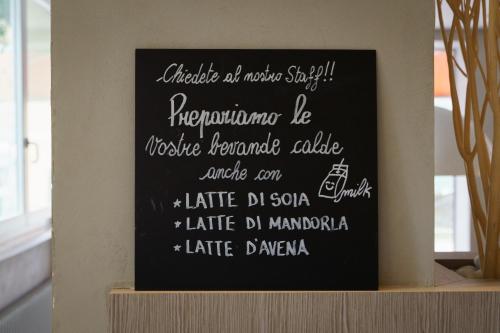 Chiedete al nostro Staff!!
Prepariamo le
Vostre bevande calde
anche con
milk
* LATTE DI SOIA
* LATTE DI MANDORLA
* LATTE D'AVENA